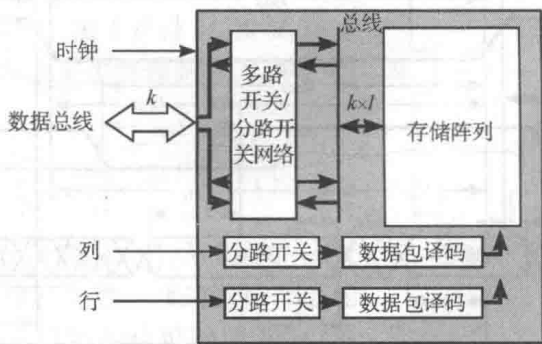 总线
时钟
多路
开关/
分路开
关网络
k
k×l
数据总线
存储阵列
列
分路开关
数据包译码
行
分路开关
数据包译码